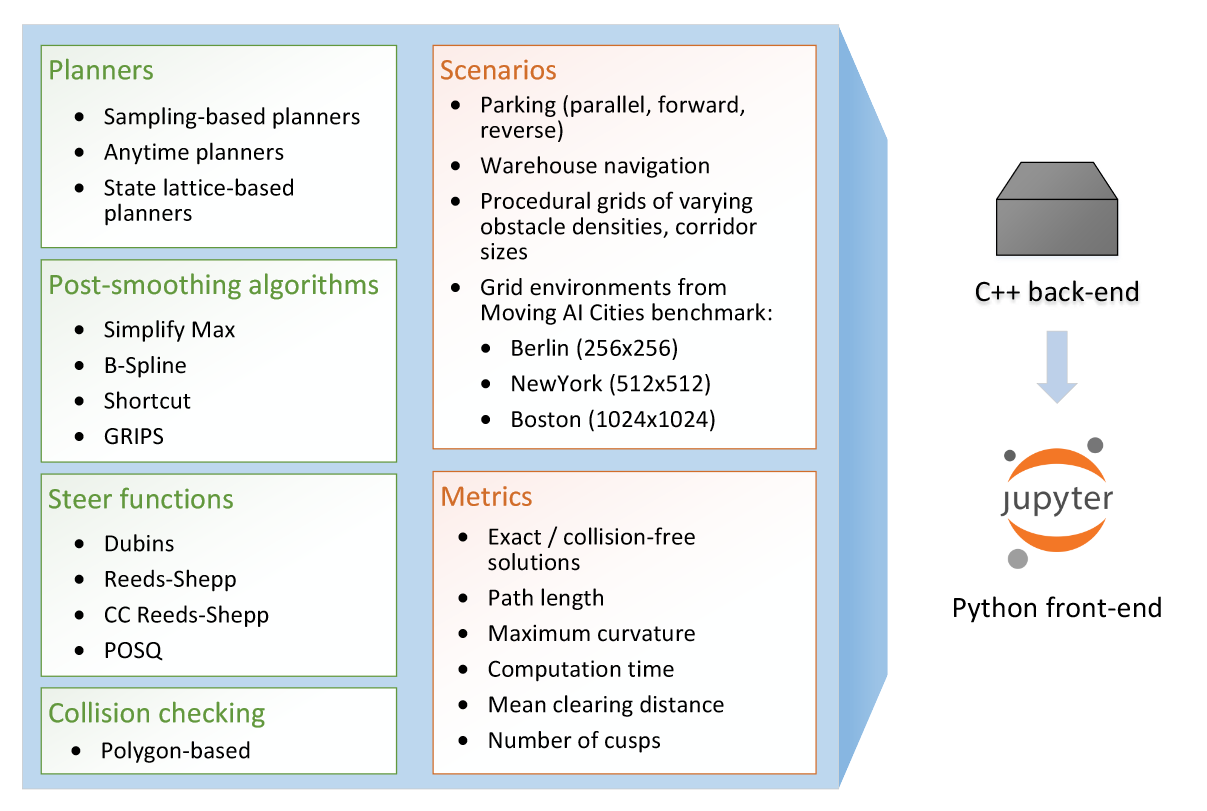 Planners
• Sampling-based planners
• Anytime planners
• State lattice-based
planners
Post-smoothing algorithms
• Simplify Max
• B-Spline
• Shortcut
• GRIPS
Steer functions
• Dubins
• Reeds-Shepp
• CC Reeds-Shepp
• POSQ
Collision checking
• Polygon-based
Scenarios
• Parking (parallel, forward,
reverse)
• Warehouse navigation
• Procedural grids of varying
obstacle densities, corridor
sizes
• Grid environments from
Moving AI Cities benchmark:
• Berlin (256x256)
• NewYork (512x512)
• Boston (1024x1024)
Metrics
• Exact / collision-free
solutions
• Path length
• Maximum curvature
• Computation time
• Mean clearing distance
• Number of cusps
C++ back-end
jupyter
Python front-end